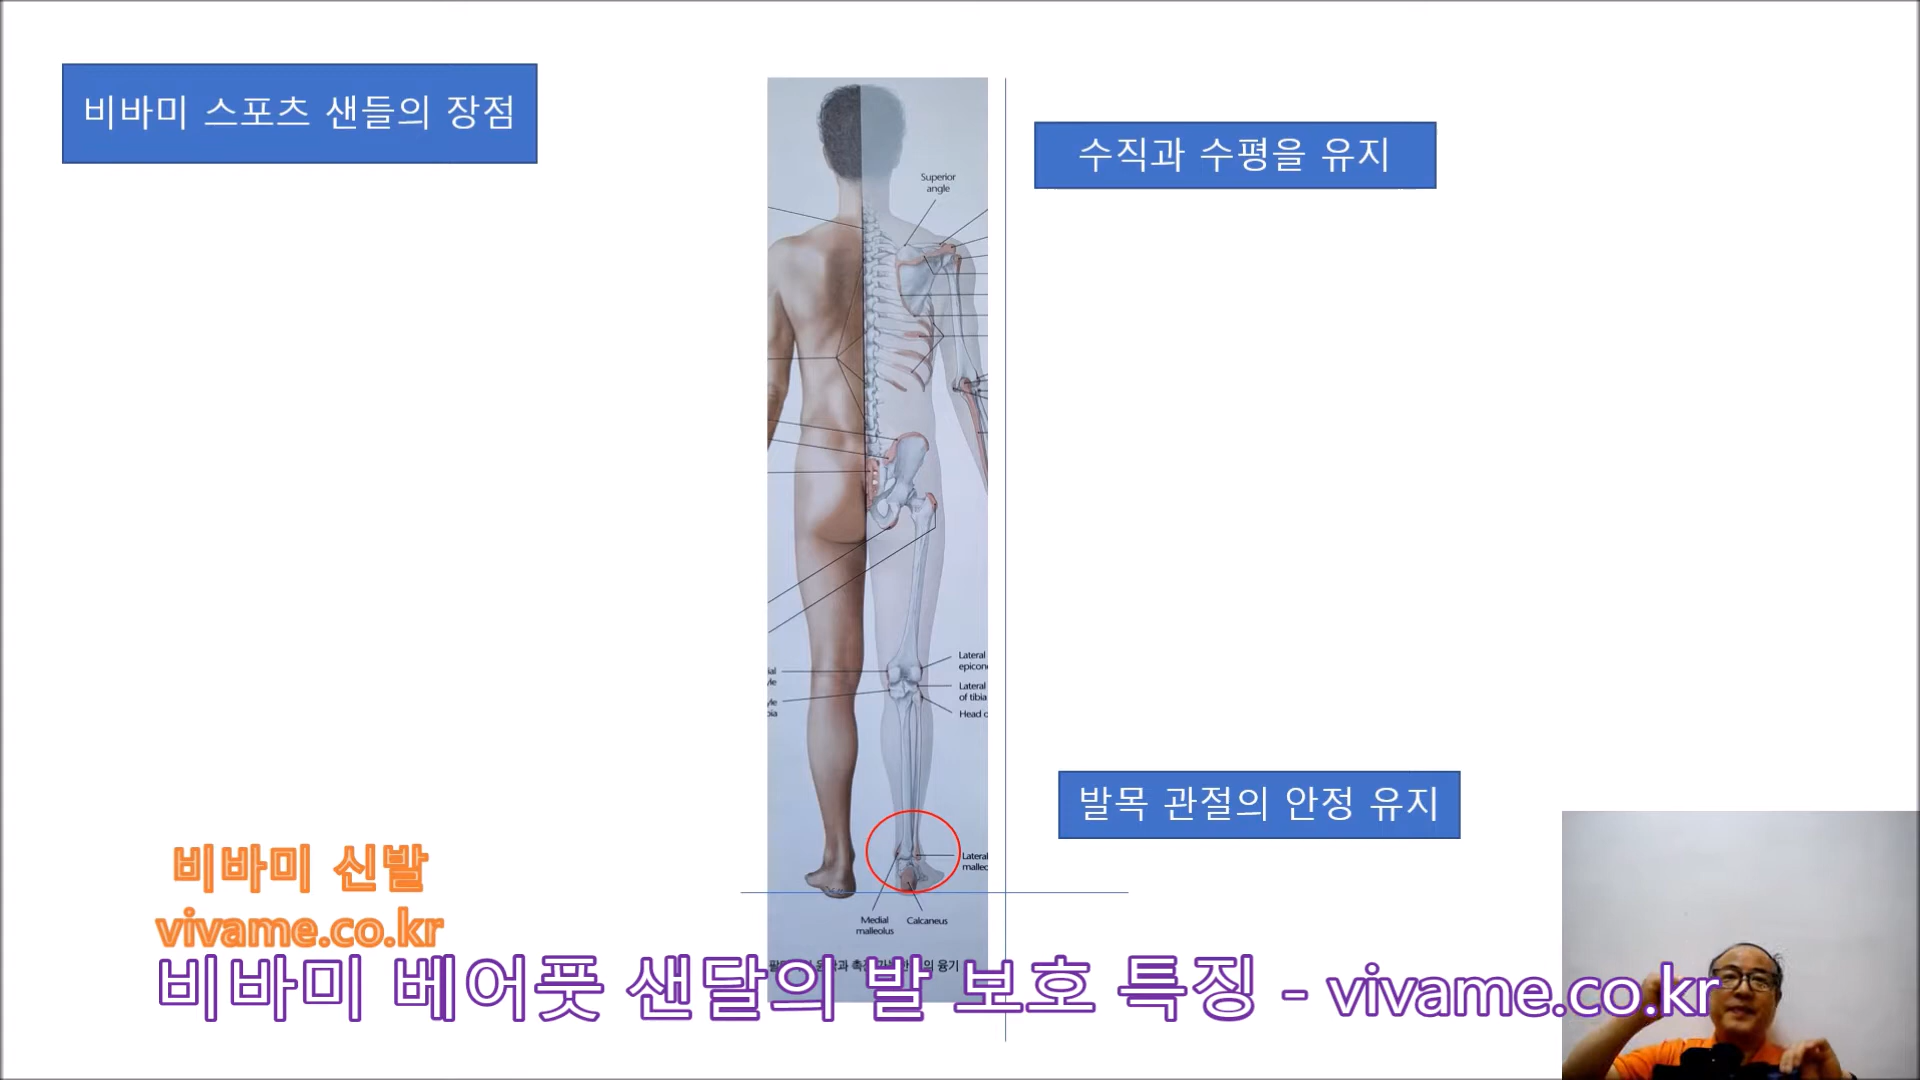 비바미 스포츠 샌들의 장점
수직과 수평을 유지
Superior
angle
Lateral
Lateral
of tibia
Head
발목 관절의 안정 유지
Lateral
Medial
malleolus
Calcaneus
비바미 신발
vivame.co.kr
비바미 베어풋 샌달의 발 보호 특징 - vivame.co.kr